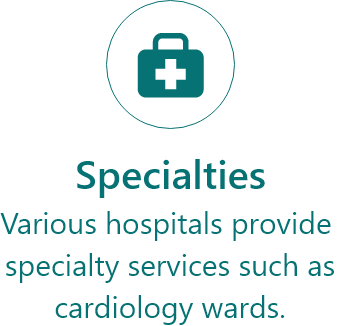 Specialties
Various hospitals provide
specialty services such as
cardiology wards.